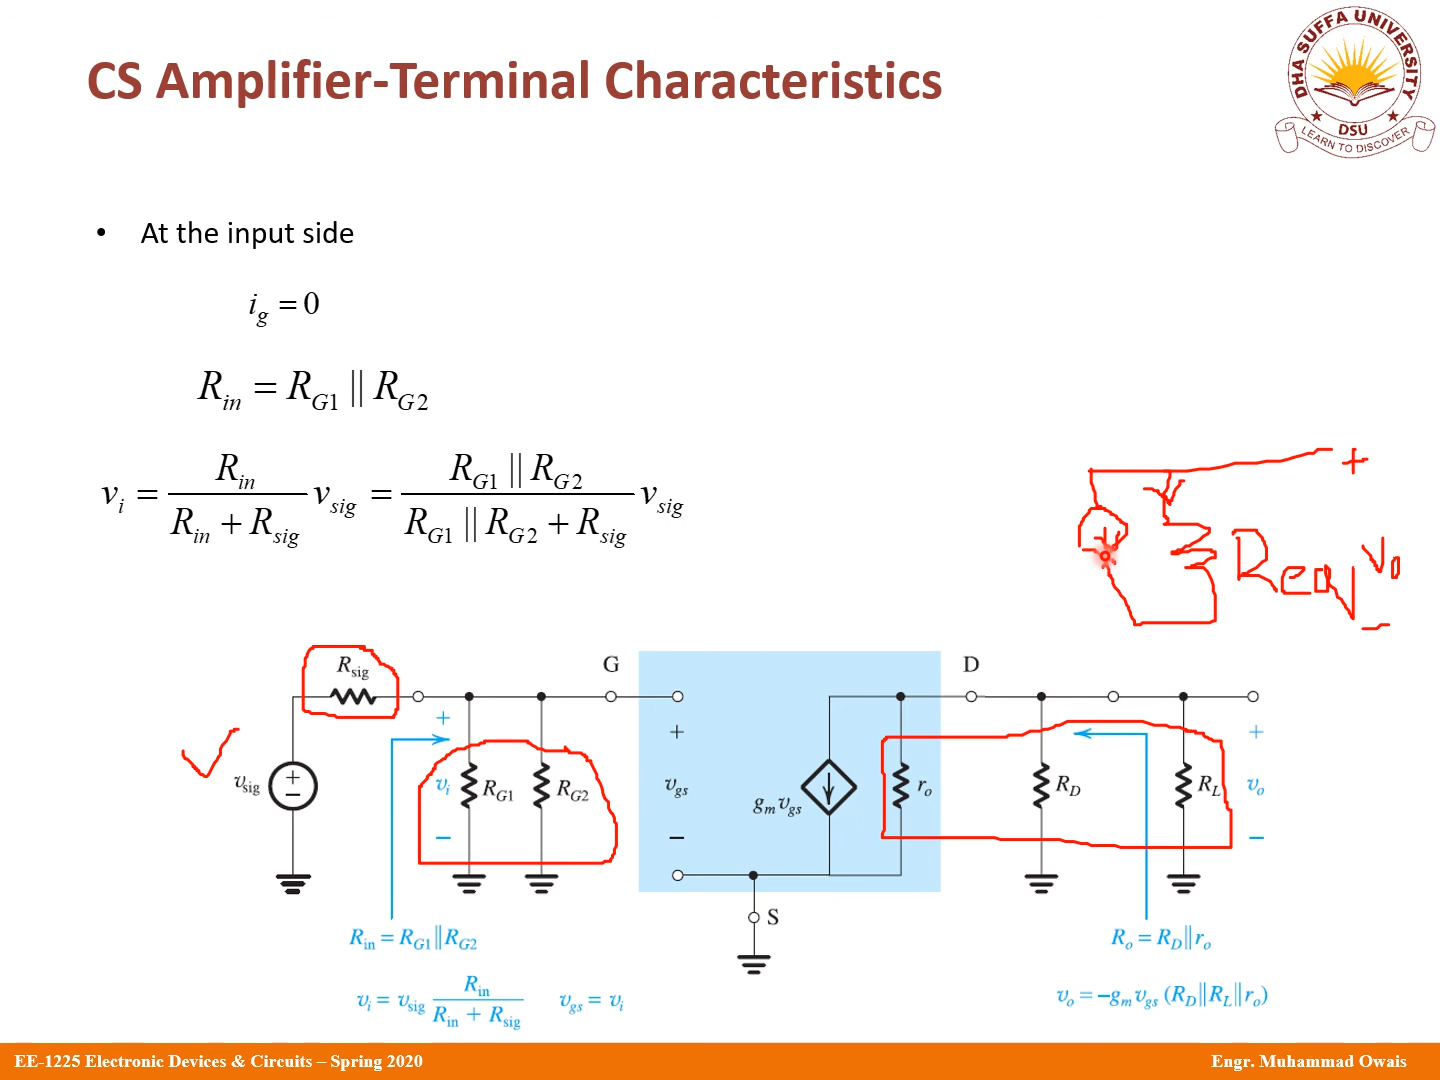 CS Amplifier-Terminal Characteristics
DHA SUFFA UNIVERSITY
DSU
LEARN TO DISCOVER
• At the input side
i_g = 0
R_in = R_G1 || R_G2
v_i = R_in / (R_in + R_sig) v_sig = R_G1 || R_G2 / (R_G1 || R_G2 + R_sig) v_sig
+
Req
Vo
−
R_sig
G
D
+
+
+
v_sig
+
−
v_i
R_G1
R_G2
v_gs
g_m v_gs
r_o
R_D
R_L
v_o
−
−
−
S
R_in = R_G1 || R_G2
R_o = R_D || r_o
v_i = v_sig R_in / (R_in + R_sig) v_gs = v_i
v_o = −g_m v_gs (R_D || R_L || r_o)
EE-1225 Electronic Devices & Circuits – Spring 2020
Engr. Muhammad Owais